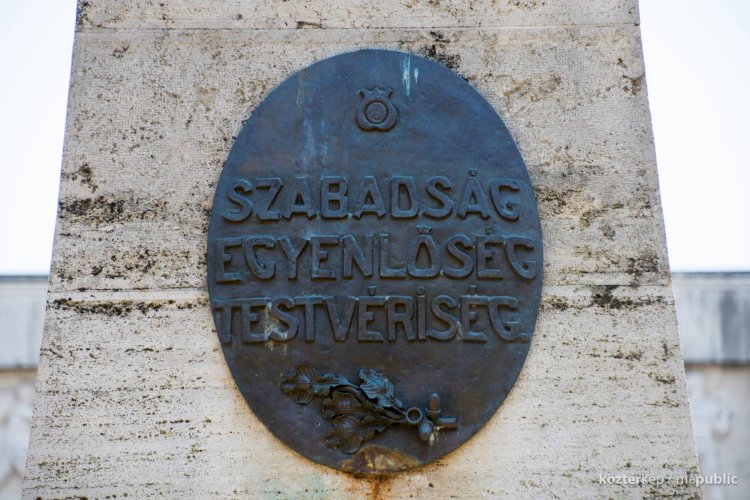 SZABADSÁG
EGYENLŐSÉG
TESTVÉRISÉG.
kozterkep / mapublic